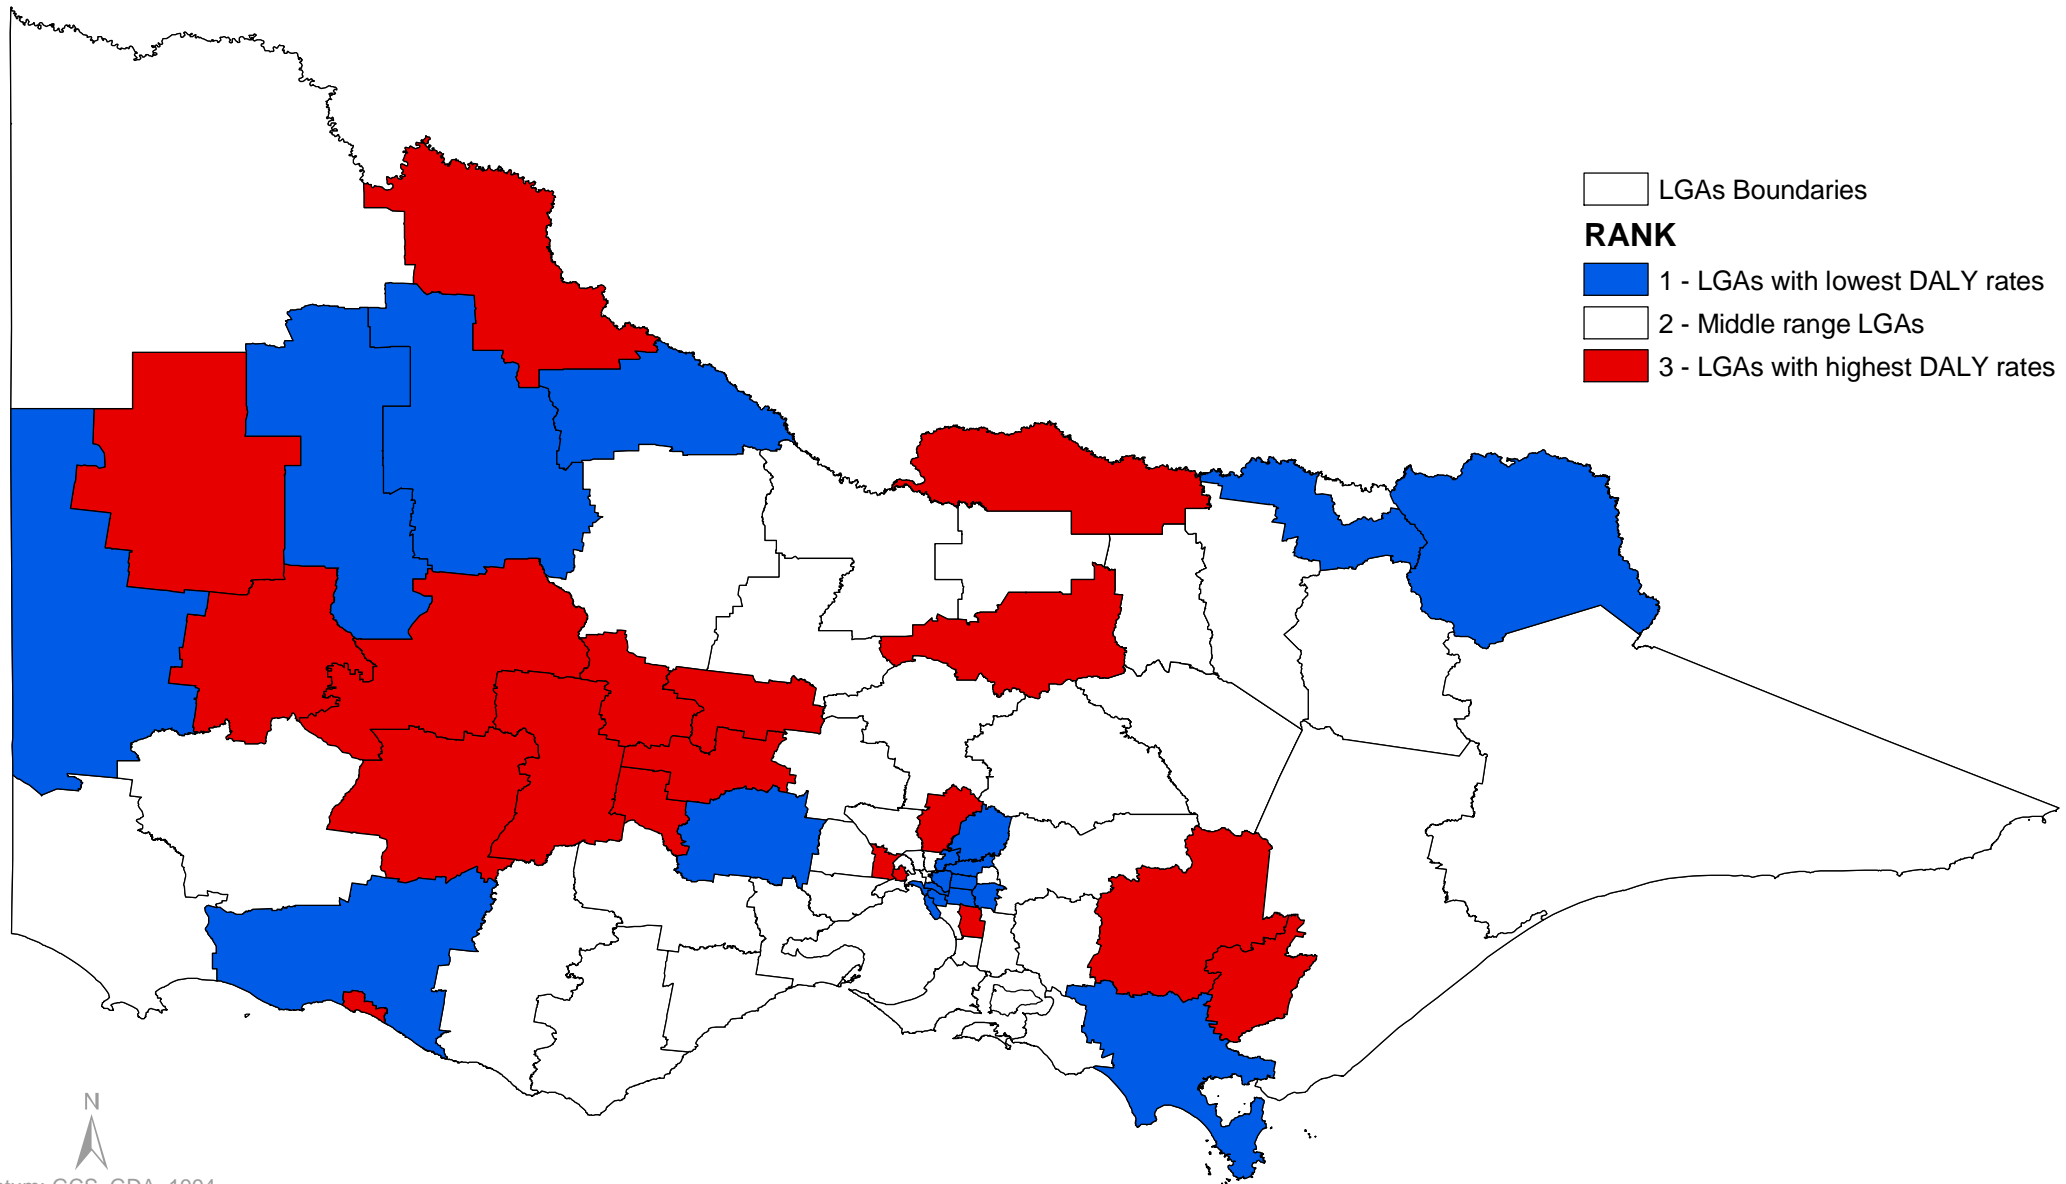 LGAs Boundaries
RANK
1 - LGAs with lowest DALY rates
2 - Middle range LGAs
3 - LGAs with highest DALY rates
N